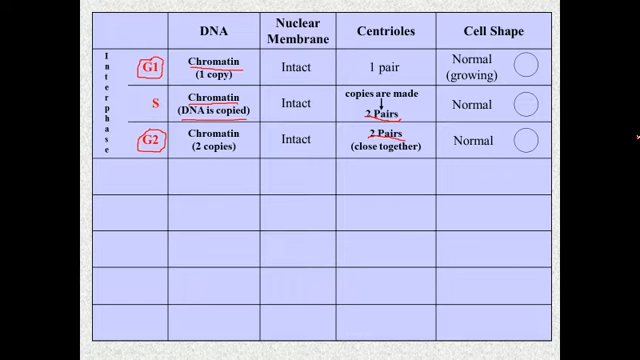 DNA
Nuclear
Membrane
Centrioles
Cell Shape
Interphase
G1
Chromatin
(1 copy)
Intact
1 pair
Normal
(growing)
S
Chromatin
(DNA is copied)
Intact
copies are made
2 Pairs
Normal
G2
Chromatin
(2 copies)
Intact
2 Pairs
(close together)
Normal